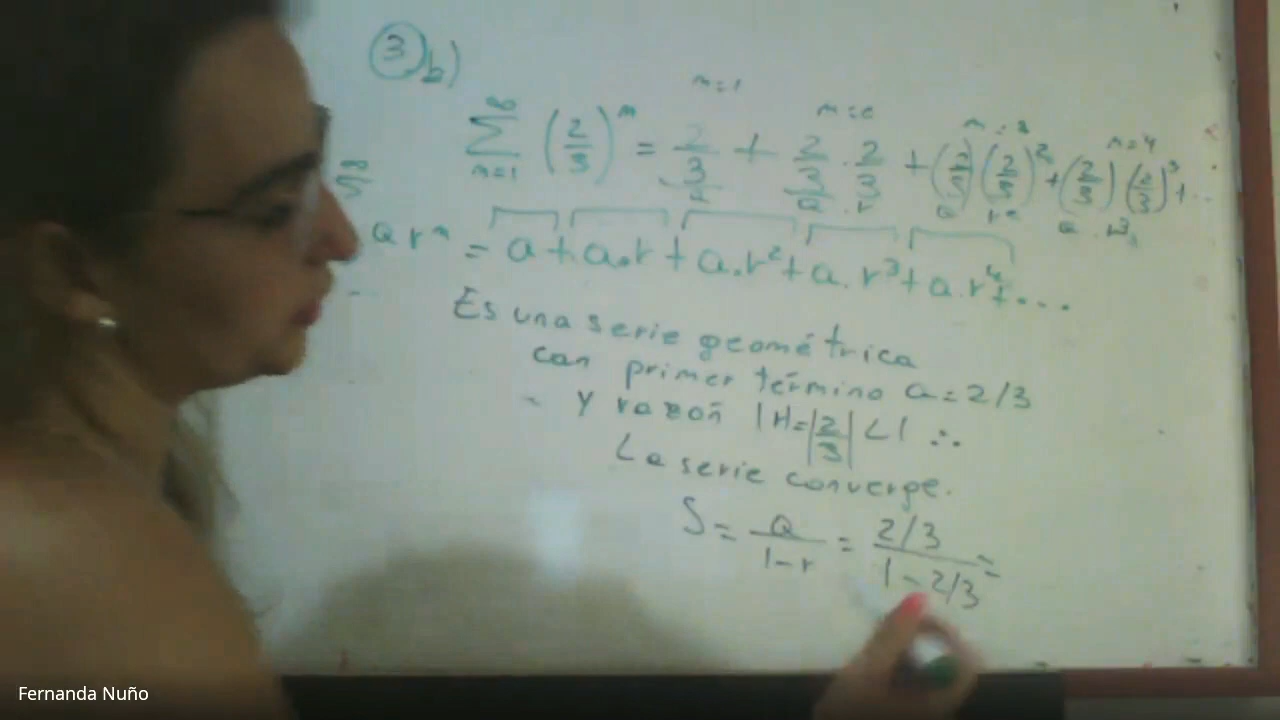 3 b)
n=1
∞ Σ n=1 (2/3)^n = 2/3 + 2/3 . 2/3 + (2/3)(2/3)^2 + (2/3)(2/3)^3 + ...
n=4
a r^n = a + a.r + a.r^2 + a.r^3 + a.r^4 + ...
Es una serie geométrica
con primer término a = 2/3
y razón |r|=|2/3| < 1 ∴
La serie converge.
S = a/1-r = 2/3/1-2/3 =
Fernanda Nuño